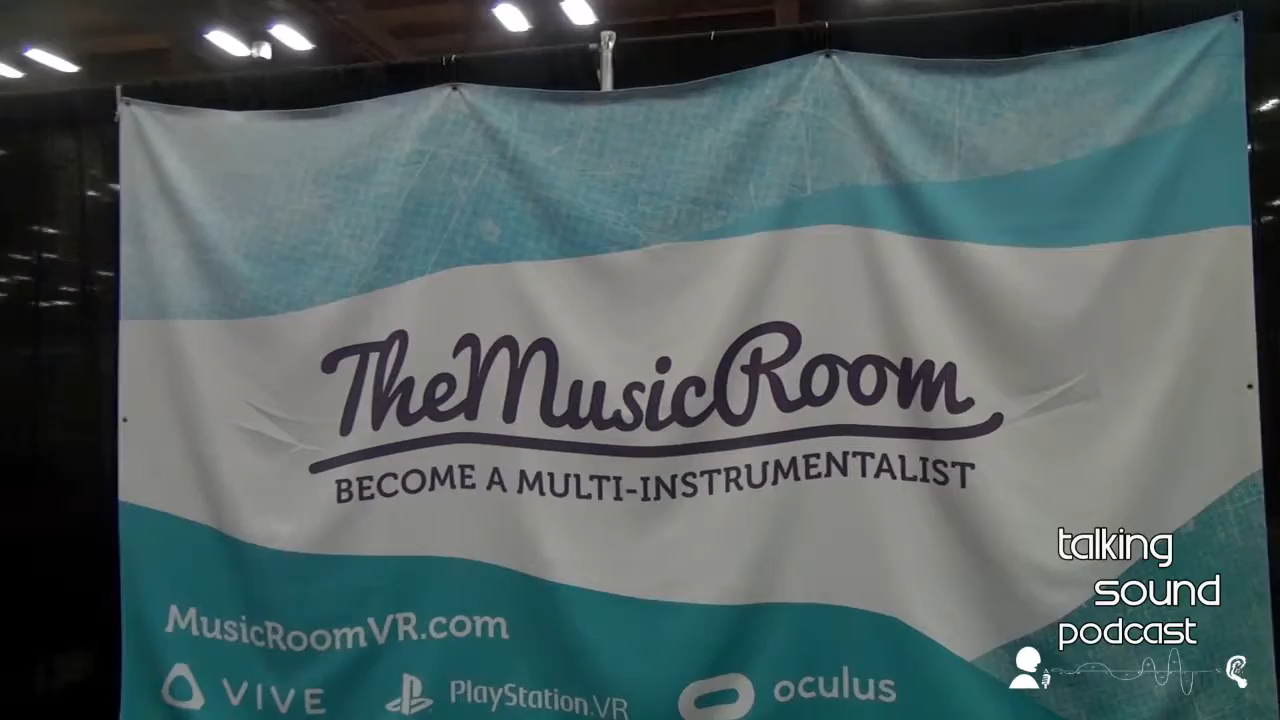 TheMusicRoom
BECOME A MULTI-INSTRUMENTALIST
MusicRoomVR.com
VIVE
PlayStation.VR
oculus
talking
sound
podcast